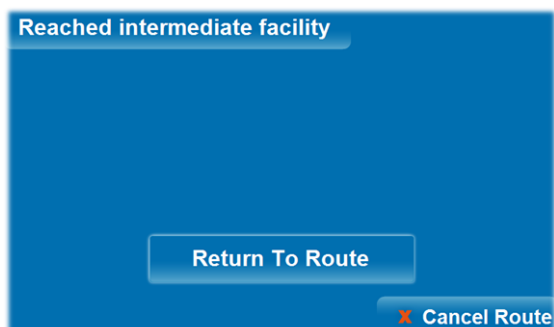 Reached intermediate facility
Return To Route
X Cancel Route